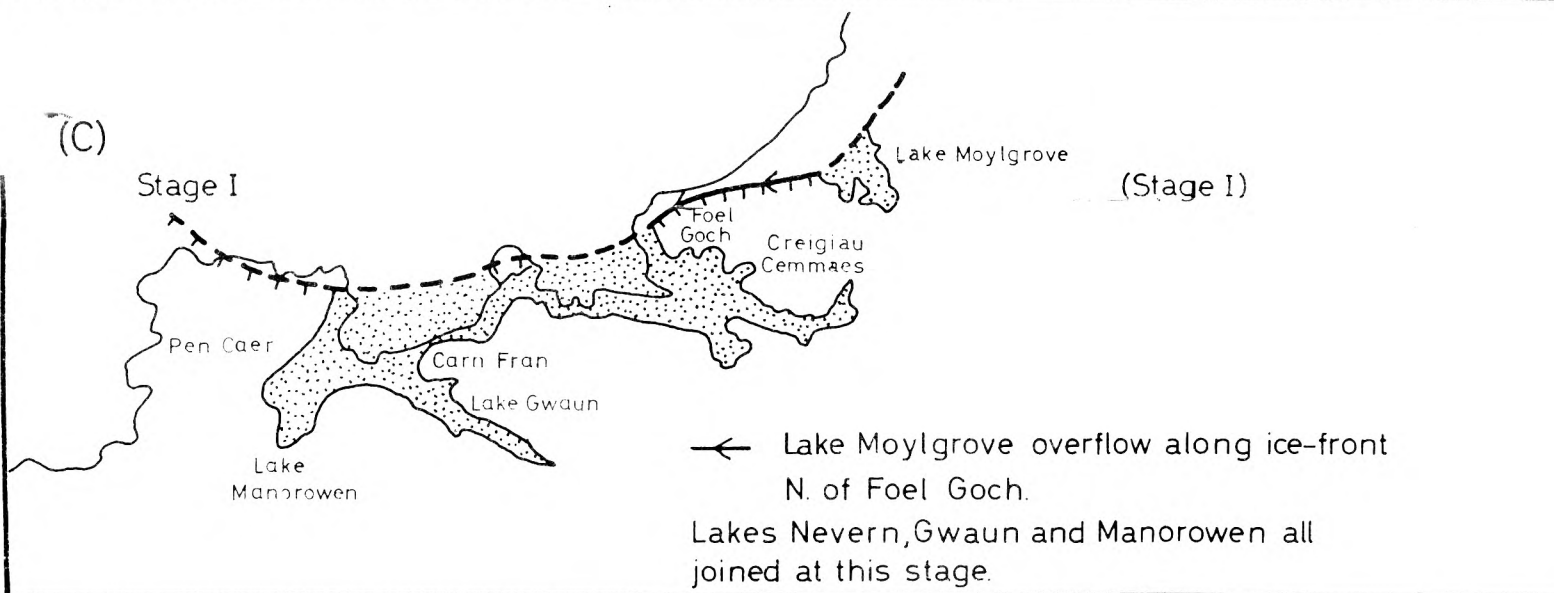 (C)
Stage I
Lake Moylgrove
(Stage I)
Foel
Goch
Creigiau
Cemmaes
Pen Caer
Carn Fran
Lake Gwaun
Lake
Manorowen
Lake Moylgrove overflow along ice-front
N. of Foel Goch.
Lakes Nevern, Gwaun and Manorowen all
joined at this stage.